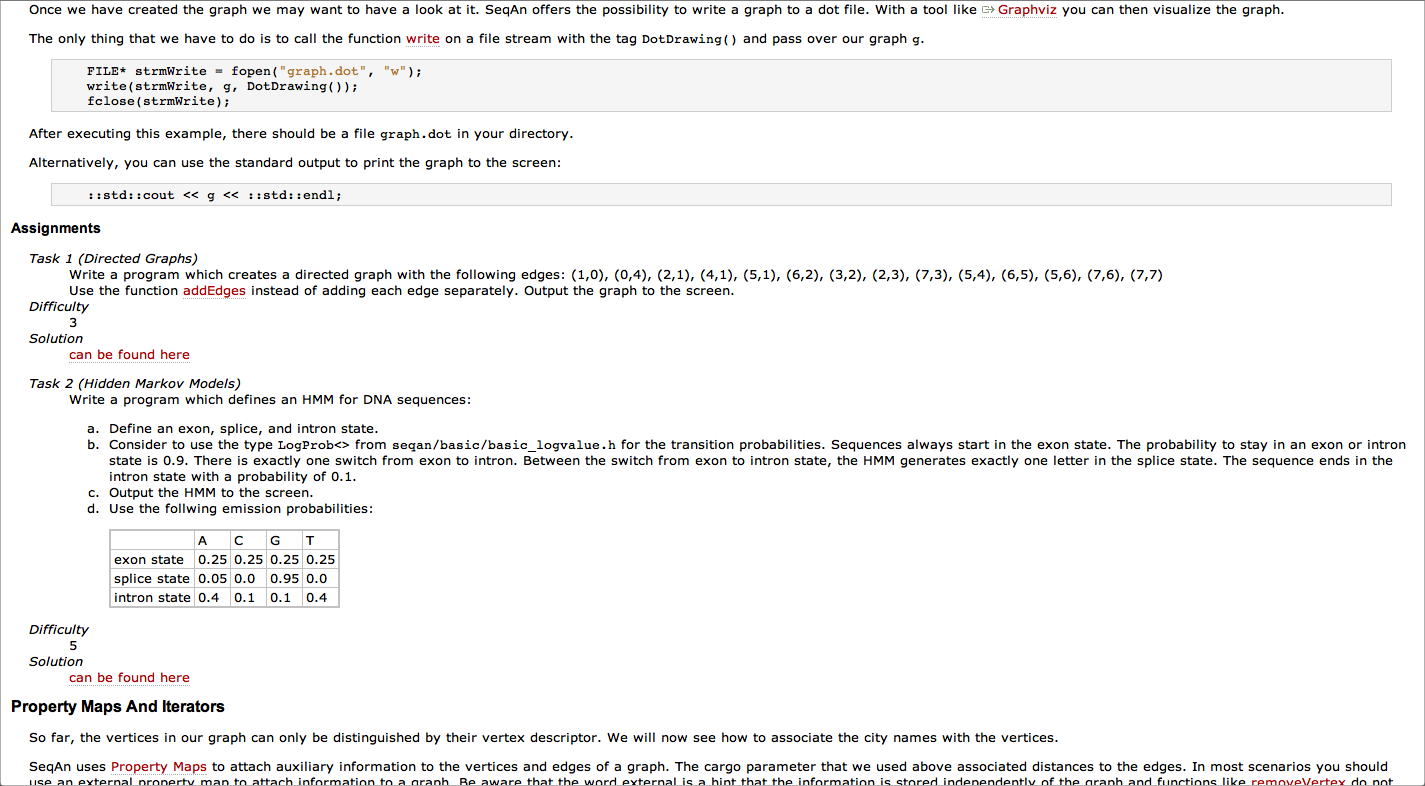 Once we have created the graph we may want to have a look at it. SeqAn offers the possibility to write a graph to a dot file. With a tool like Graphviz you can then visualize the graph.
The only thing that we have to do is to call the function write on a file stream with the tag DotDrawing() and pass over our graph g.
FILE* strmWrite = fopen("graph.dot", "w");
write(strmWrite, g, DotDrawing());
fclose(strmWrite);
After executing this example, there should be a file graph.dot in your directory.
Alternatively, you can use the standard output to print the graph to the screen:
::std::cout << g << ::std::endl;
Assignments
Task 1 (Directed Graphs)
Write a program which creates a directed graph with the following edges: (1,0), (0,4), (2,1), (4,1), (5,1), (6,2), (3,2), (2,3), (7,3), (5,4), (6,5), (5,6), (7,6), (7,7)
Use the function addEdges instead of adding each edge separately. Output the graph to the screen.
Difficulty
3
Solution
can be found here
Task 2 (Hidden Markov Models)
Write a program which defines an HMM for DNA sequences:
a. Define an exon, splice, and intron state.
b. Consider to use the type LogProb<> from seqan/basic/basic_logvalue.h for the transition probabilities. Sequences always start in the exon state. The probability to stay in an exon or intron
state is 0.9. There is exactly one switch from exon to intron. Between the switch from exon to intron state, the HMM generates exactly one letter in the splice state. The sequence ends in the
intron state with a probability of 0.1.
c. Output the HMM to the screen.
d. Use the follwing emission probabilities:
A C G T
exon state 0.25 0.25 0.25 0.25
splice state 0.05 0.0 0.95 0.0
intron state 0.4 0.1 0.1 0.4
Difficulty
5
Solution
can be found here
Property Maps And Iterators
So far, the vertices in our graph can only be distinguished by their vertex descriptor. We will now see how to associate the city names with the vertices.
SeqAn uses Property Maps to attach auxiliary information to the vertices and edges of a graph. The cargo parameter that we used above associated distances to the edges. In most scenarios you should
use an external property map to attach information to a graph. Be aware that the word external is a hint that the information is stored independently of the graph and functions like removeVertex do not